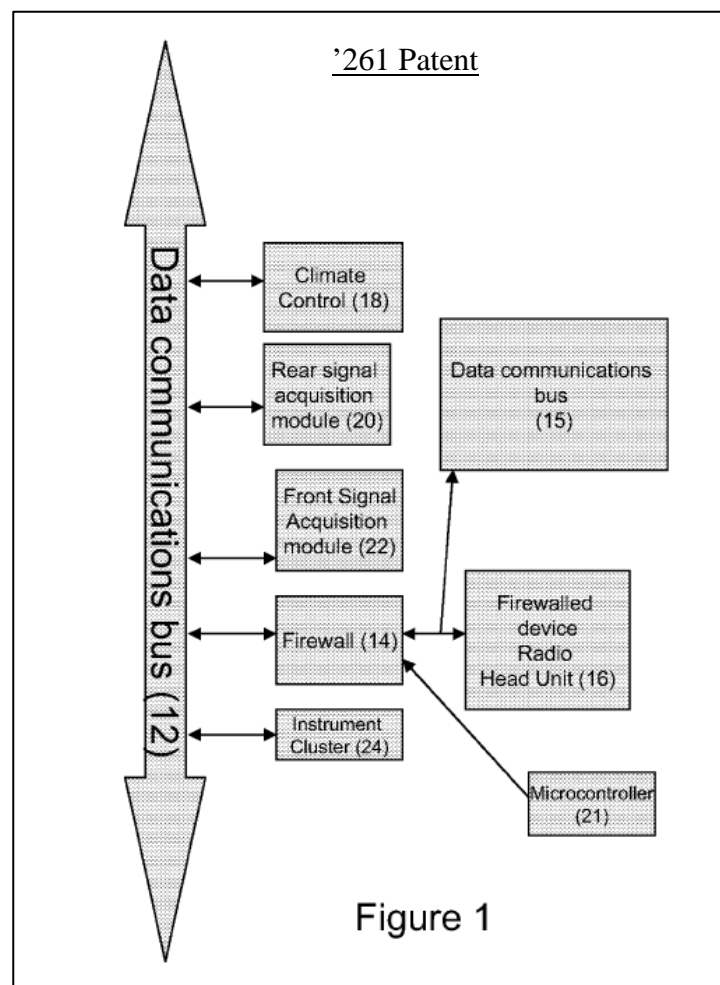 ’261 Patent
Data communications bus (12)
Climate
Control (18)
Rear signal
acquisition
module (20)
Data communications
bus
(15)
Front Signal
Acquisition
module (22)
Firewall (14)
Firewalled
device
Radio
Head Unit (16)
Instrument
Cluster (24)
Microcontroller
(21)
Figure 1